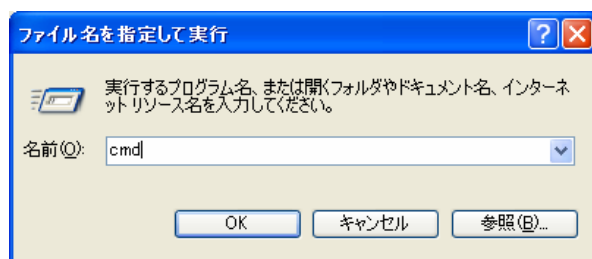 ファイル名を指定して実行
実行するプログラム名、または開くフォルダやドキュメント名、インターネ
ット リソース名を入力してください。
名前(O):
cmd
OK
キャンセル
参照(B)...